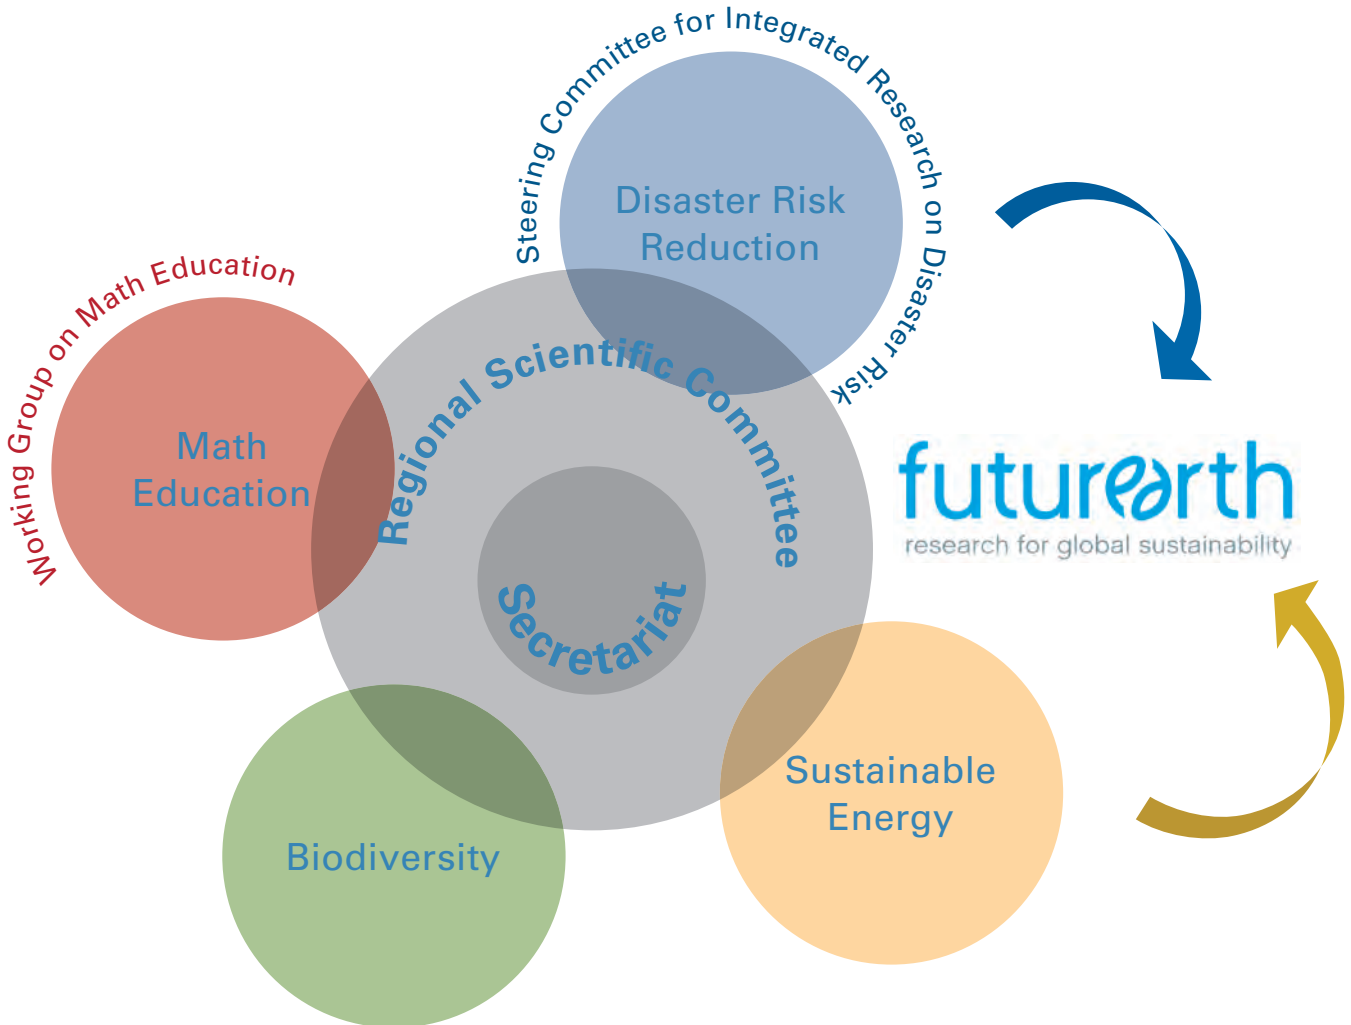 Steering Committee for Integrated Research on Disaster Risk
Disaster Risk
Reduction
Working Group on Math Education
Math
Education
Regional Scientific Committee
Secretariat
futurearth
research for global sustainability
Sustainable
Energy
Biodiversity